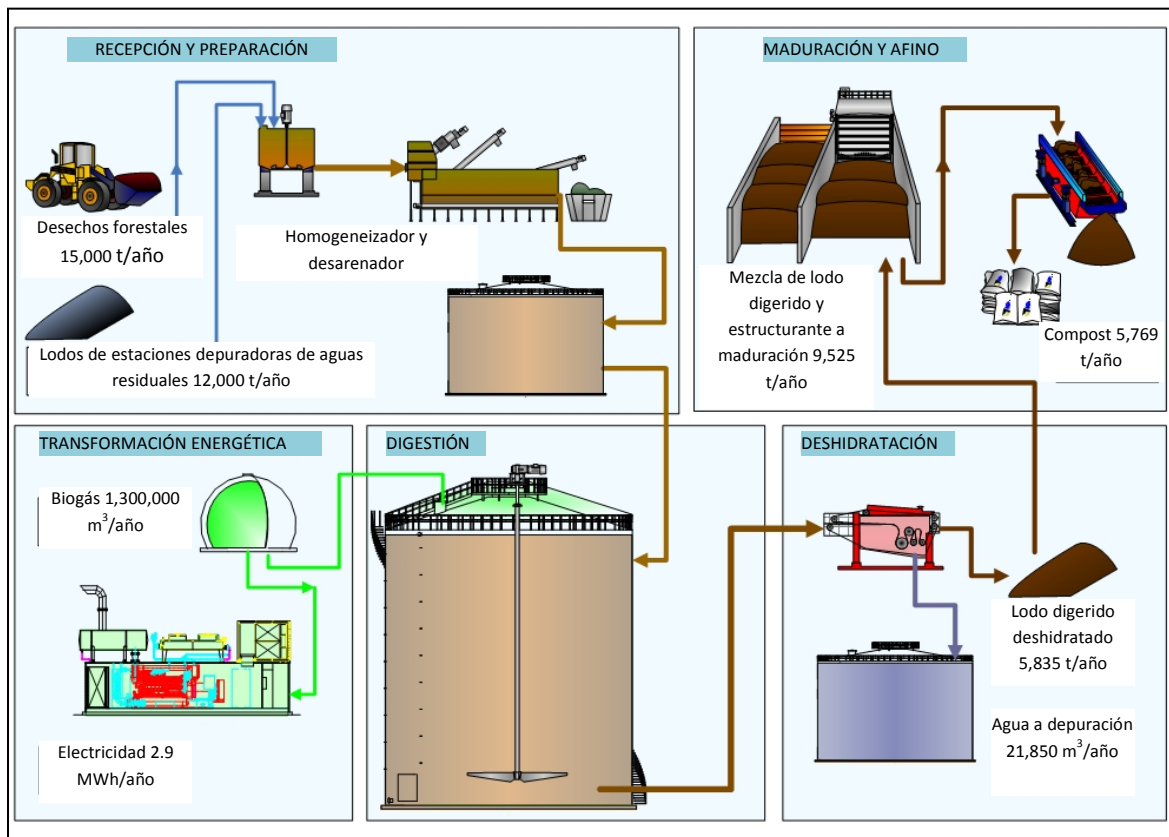 RECEPCIÓN Y PREPARACIÓN
Desechos forestales
15,000 t/año
Homogeneizador y
desarenador
Lodos de estaciones depuradoras de aguas
residuales 12,000 t/año
MADURACIÓN Y AFINO
Mezcla de lodo
digerido y
estructurante a
maduración 9,525
t/año
Compost 5,769
t/año
TRANSFORMACIÓN ENERGÉTICA
Biogás 1,300,000
m³/año
Electricidad 2.9
MWh/año
DIGESTIÓN
DESHIDRATACIÓN
Lodo digerido
deshidratado
5,835 t/año
Agua a depuración
21,850 m³/año